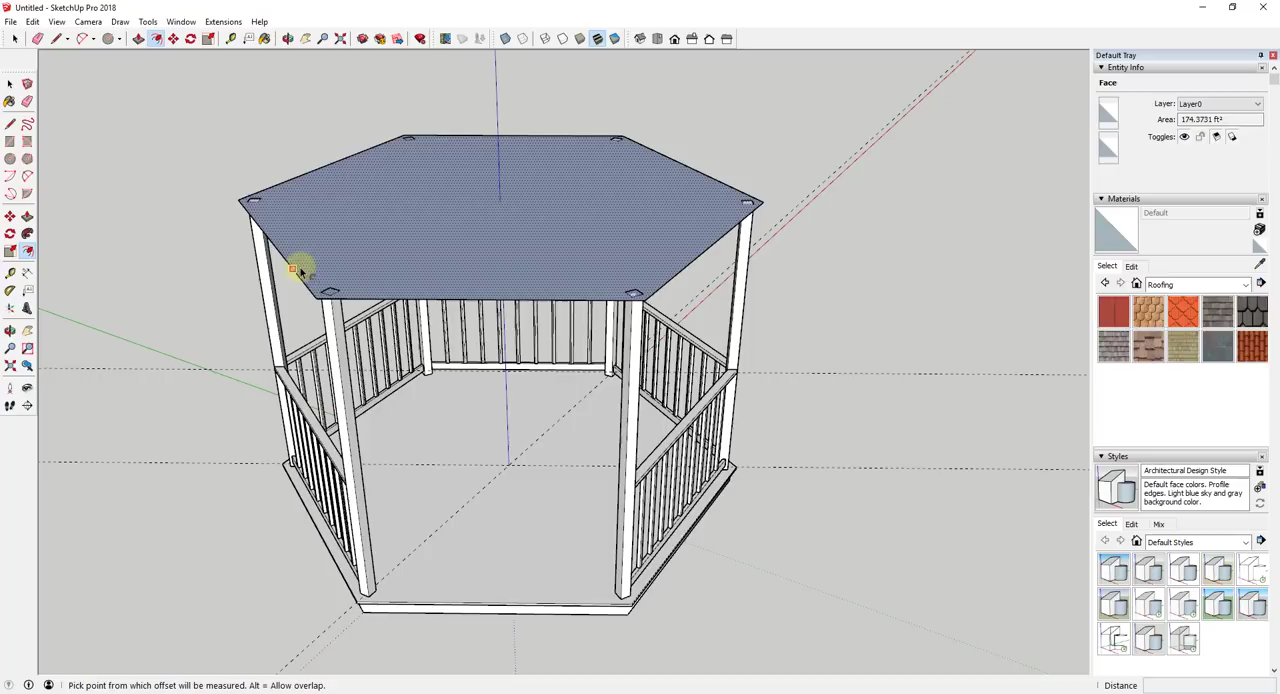 Untitled - SketchUp Pro 2018
File Edit View Camera Draw Tools Window Extensions Help
Default Tray
Entity Info
Face
Layer: Layer0
Area: 174.3731 ft²
Toggles:
Materials
Default
Select Edit
Roofing
Styles
Architectural Design Style
Default face colors. Profile
edges. Light blue sky and gray
background color.
Select Edit Mix
Default Styles
Pick point from which offset will be measured. Alt = Allow overlap.
Distance